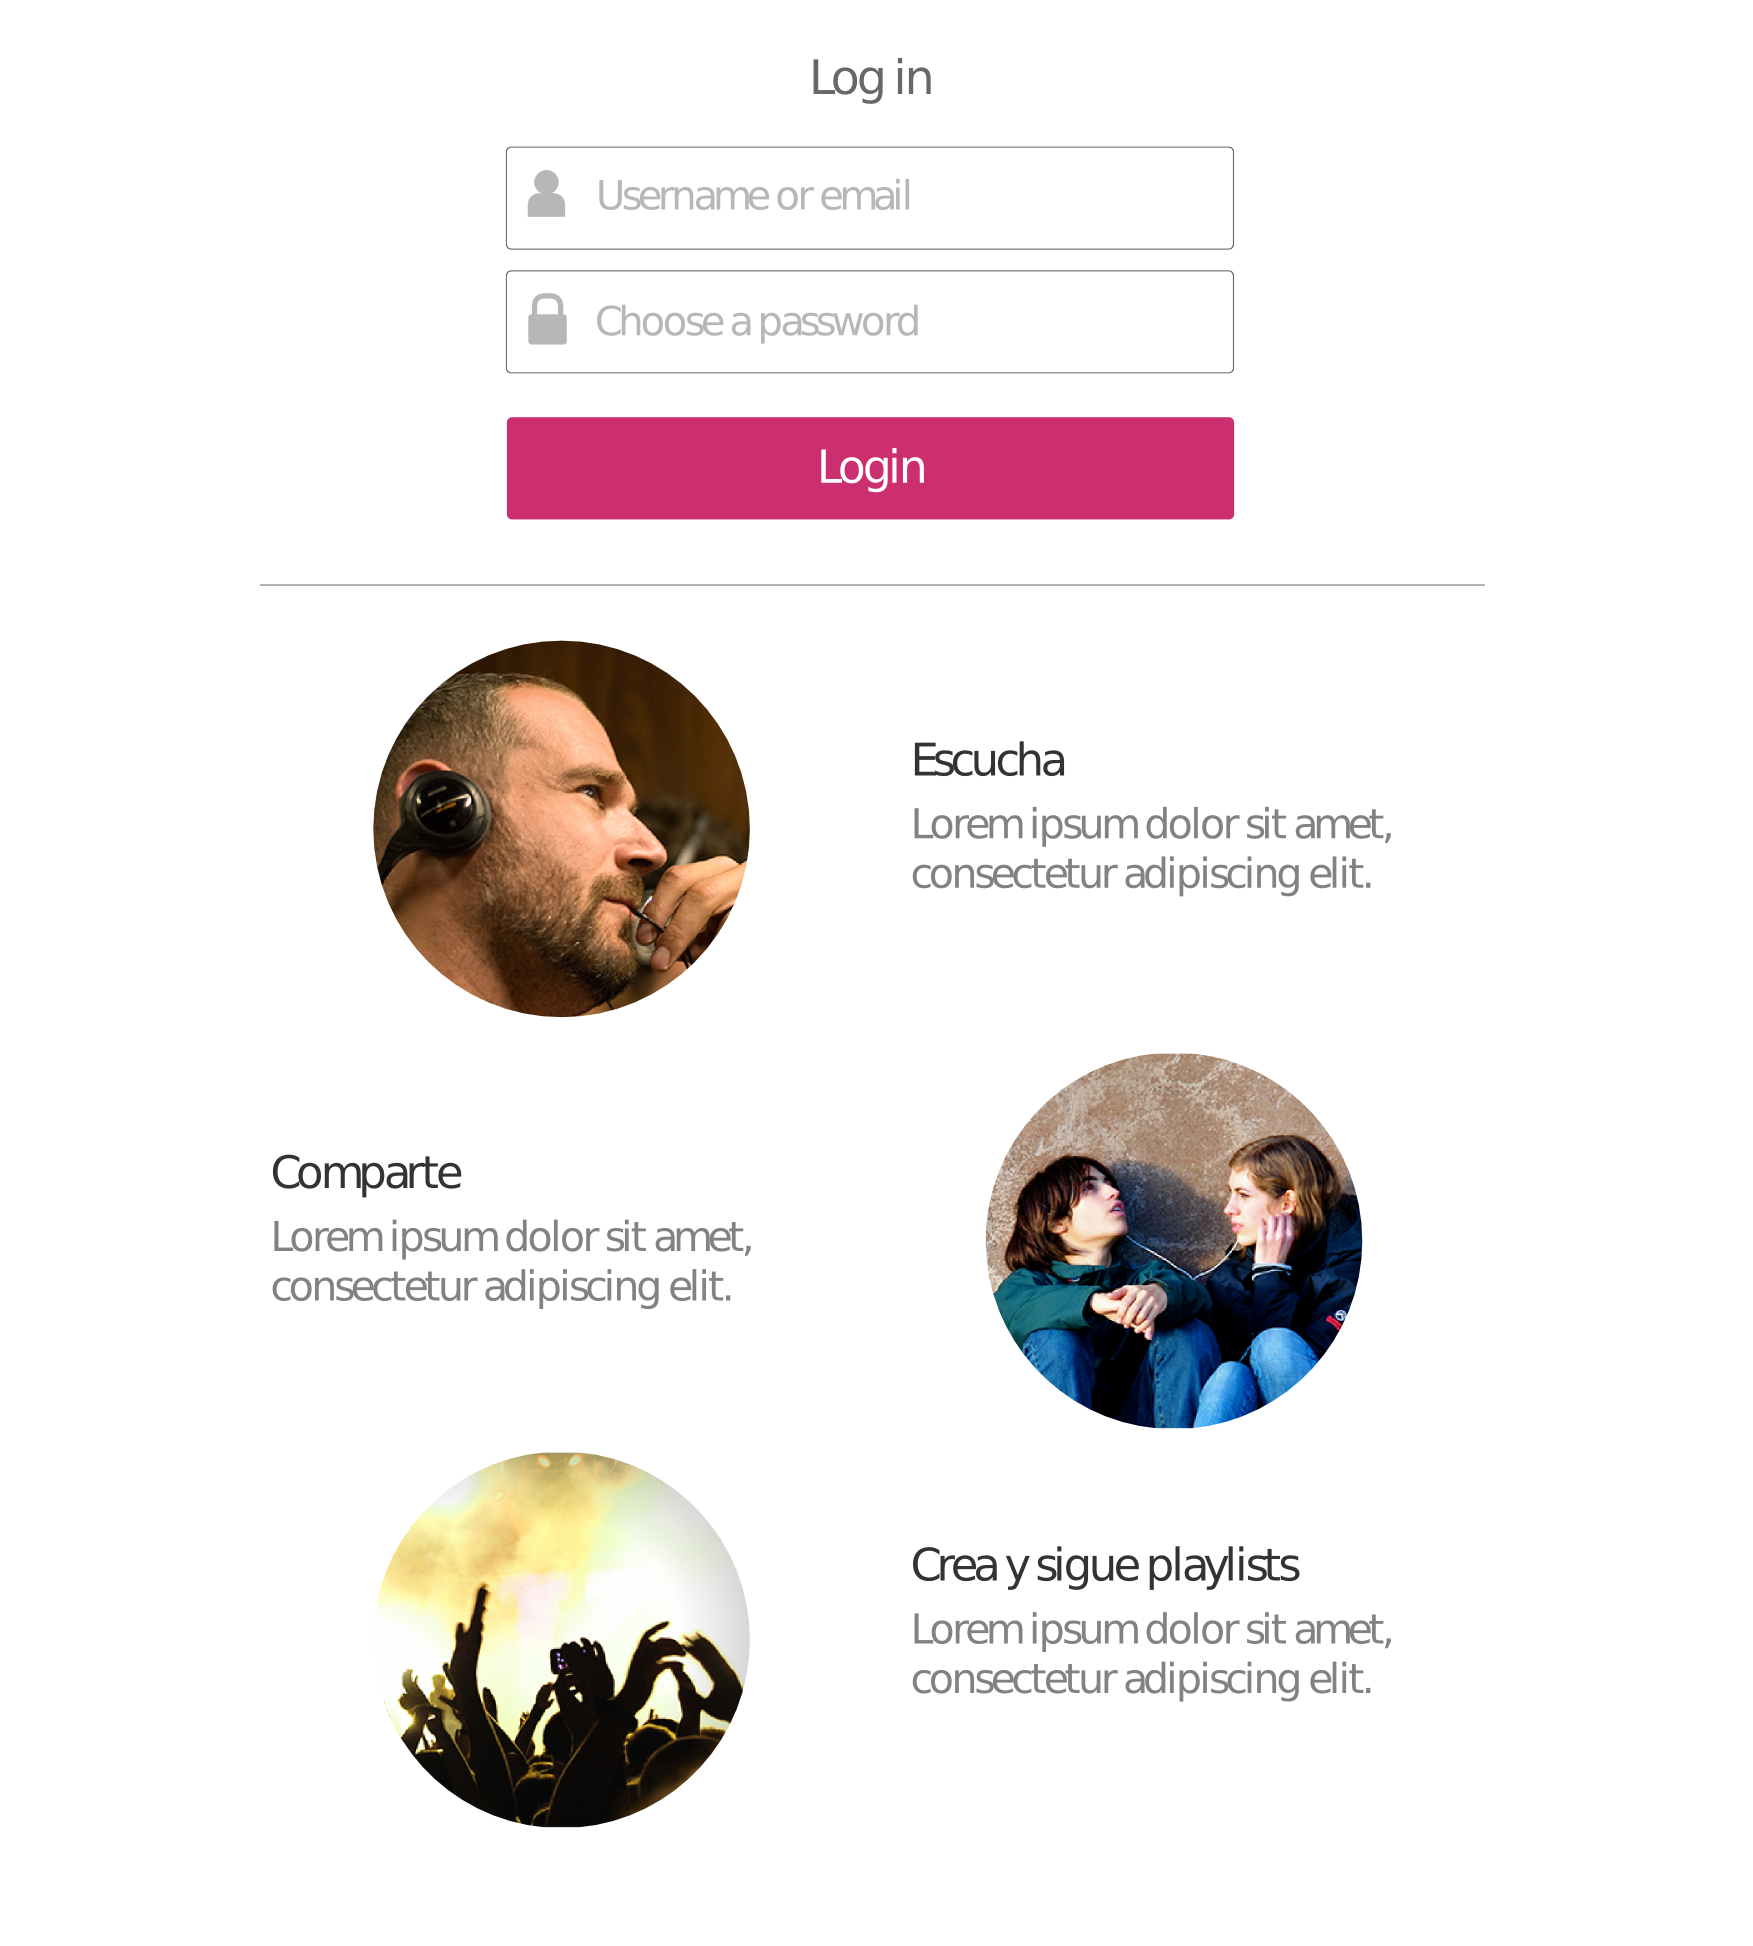 Log in
Username or email
Choose a password
Login
Escucha
Lorem ipsum dolor sit amet,
consectetur adipiscing elit.
Comparte
Lorem ipsum dolor sit amet,
consectetur adipiscing elit.
Crea y sigue playlists
Lorem ipsum dolor sit amet,
consectetur adipiscing elit.